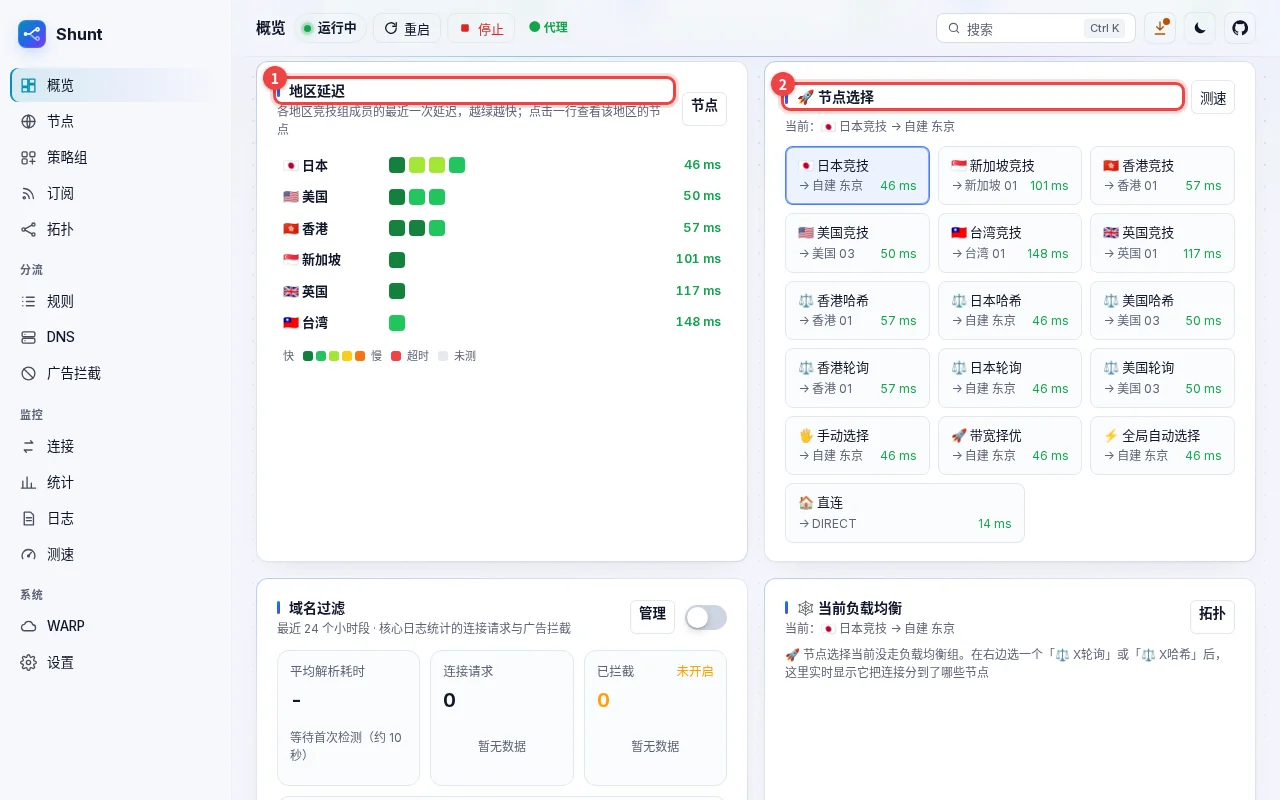 Shunt
概览
节点
策略组
订阅
拓扑
分流
规则
DNS
广告拦截
监控
连接
统计
日志
测速
系统
WARP
设置
概览
运行中
重启
停止
代理
搜索
Ctrl K
1
地区延迟
各地区竞技组成员的最近一次延迟，越绿越快；点击一行查看该地区的节
点
节点
🇯🇵 日本 46 ms
🇺🇸 美国 50 ms
🇭🇰 香港 57 ms
🇸🇬 新加坡 101 ms
🇬🇧 英国 117 ms
🇹🇼 台湾 148 ms
快 慢 超时 未测
2
🚀 节点选择
测速
当前：🇯🇵 日本竞技 → 自建 东京
🇯🇵 日本竞技
→ 自建 东京 46 ms
🇸🇬 新加坡竞技
→ 新加坡 01 101 ms
🇭🇰 香港竞技
→ 香港 01 57 ms
🇺🇸 美国竞技
→ 美国 03 50 ms
🇹🇼 台湾竞技
→ 台湾 01 148 ms
🇬🇧 英国竞技
→ 英国 01 117 ms
⚖️ 香港哈希
→ 香港 01 57 ms
⚖️ 日本哈希
→ 自建 东京 46 ms
⚖️ 美国哈希
→ 美国 03 50 ms
⚖️ 香港轮询
→ 香港 01 57 ms
⚖️ 日本轮询
→ 自建 东京 46 ms
⚖️ 美国轮询
→ 美国 03 50 ms
🖐️ 手动选择
→ 自建 东京 46 ms
🚀 带宽择优
→ 自建 东京 46 ms
⚡ 全局自动选择
→ 自建 东京 46 ms
🏠 直连
→ DIRECT 14 ms
域名过滤
最近 24 个小时段 · 核心日志统计的连接请求与广告拦截
管理
平均解析耗时
-
等待首次检测（约 10
秒）
连接请求
0
暂无数据
已拦截 未开启
0
暂无数据
🕸️ 当前负载均衡
当前：🇯🇵 日本竞技 → 自建 东京
拓扑
🚀 节点选择当前没走负载均衡组。在右边选一个「⚖️ X轮询」或「⚖️ X哈希」后，
这里实时显示它把连接分到了哪些节点